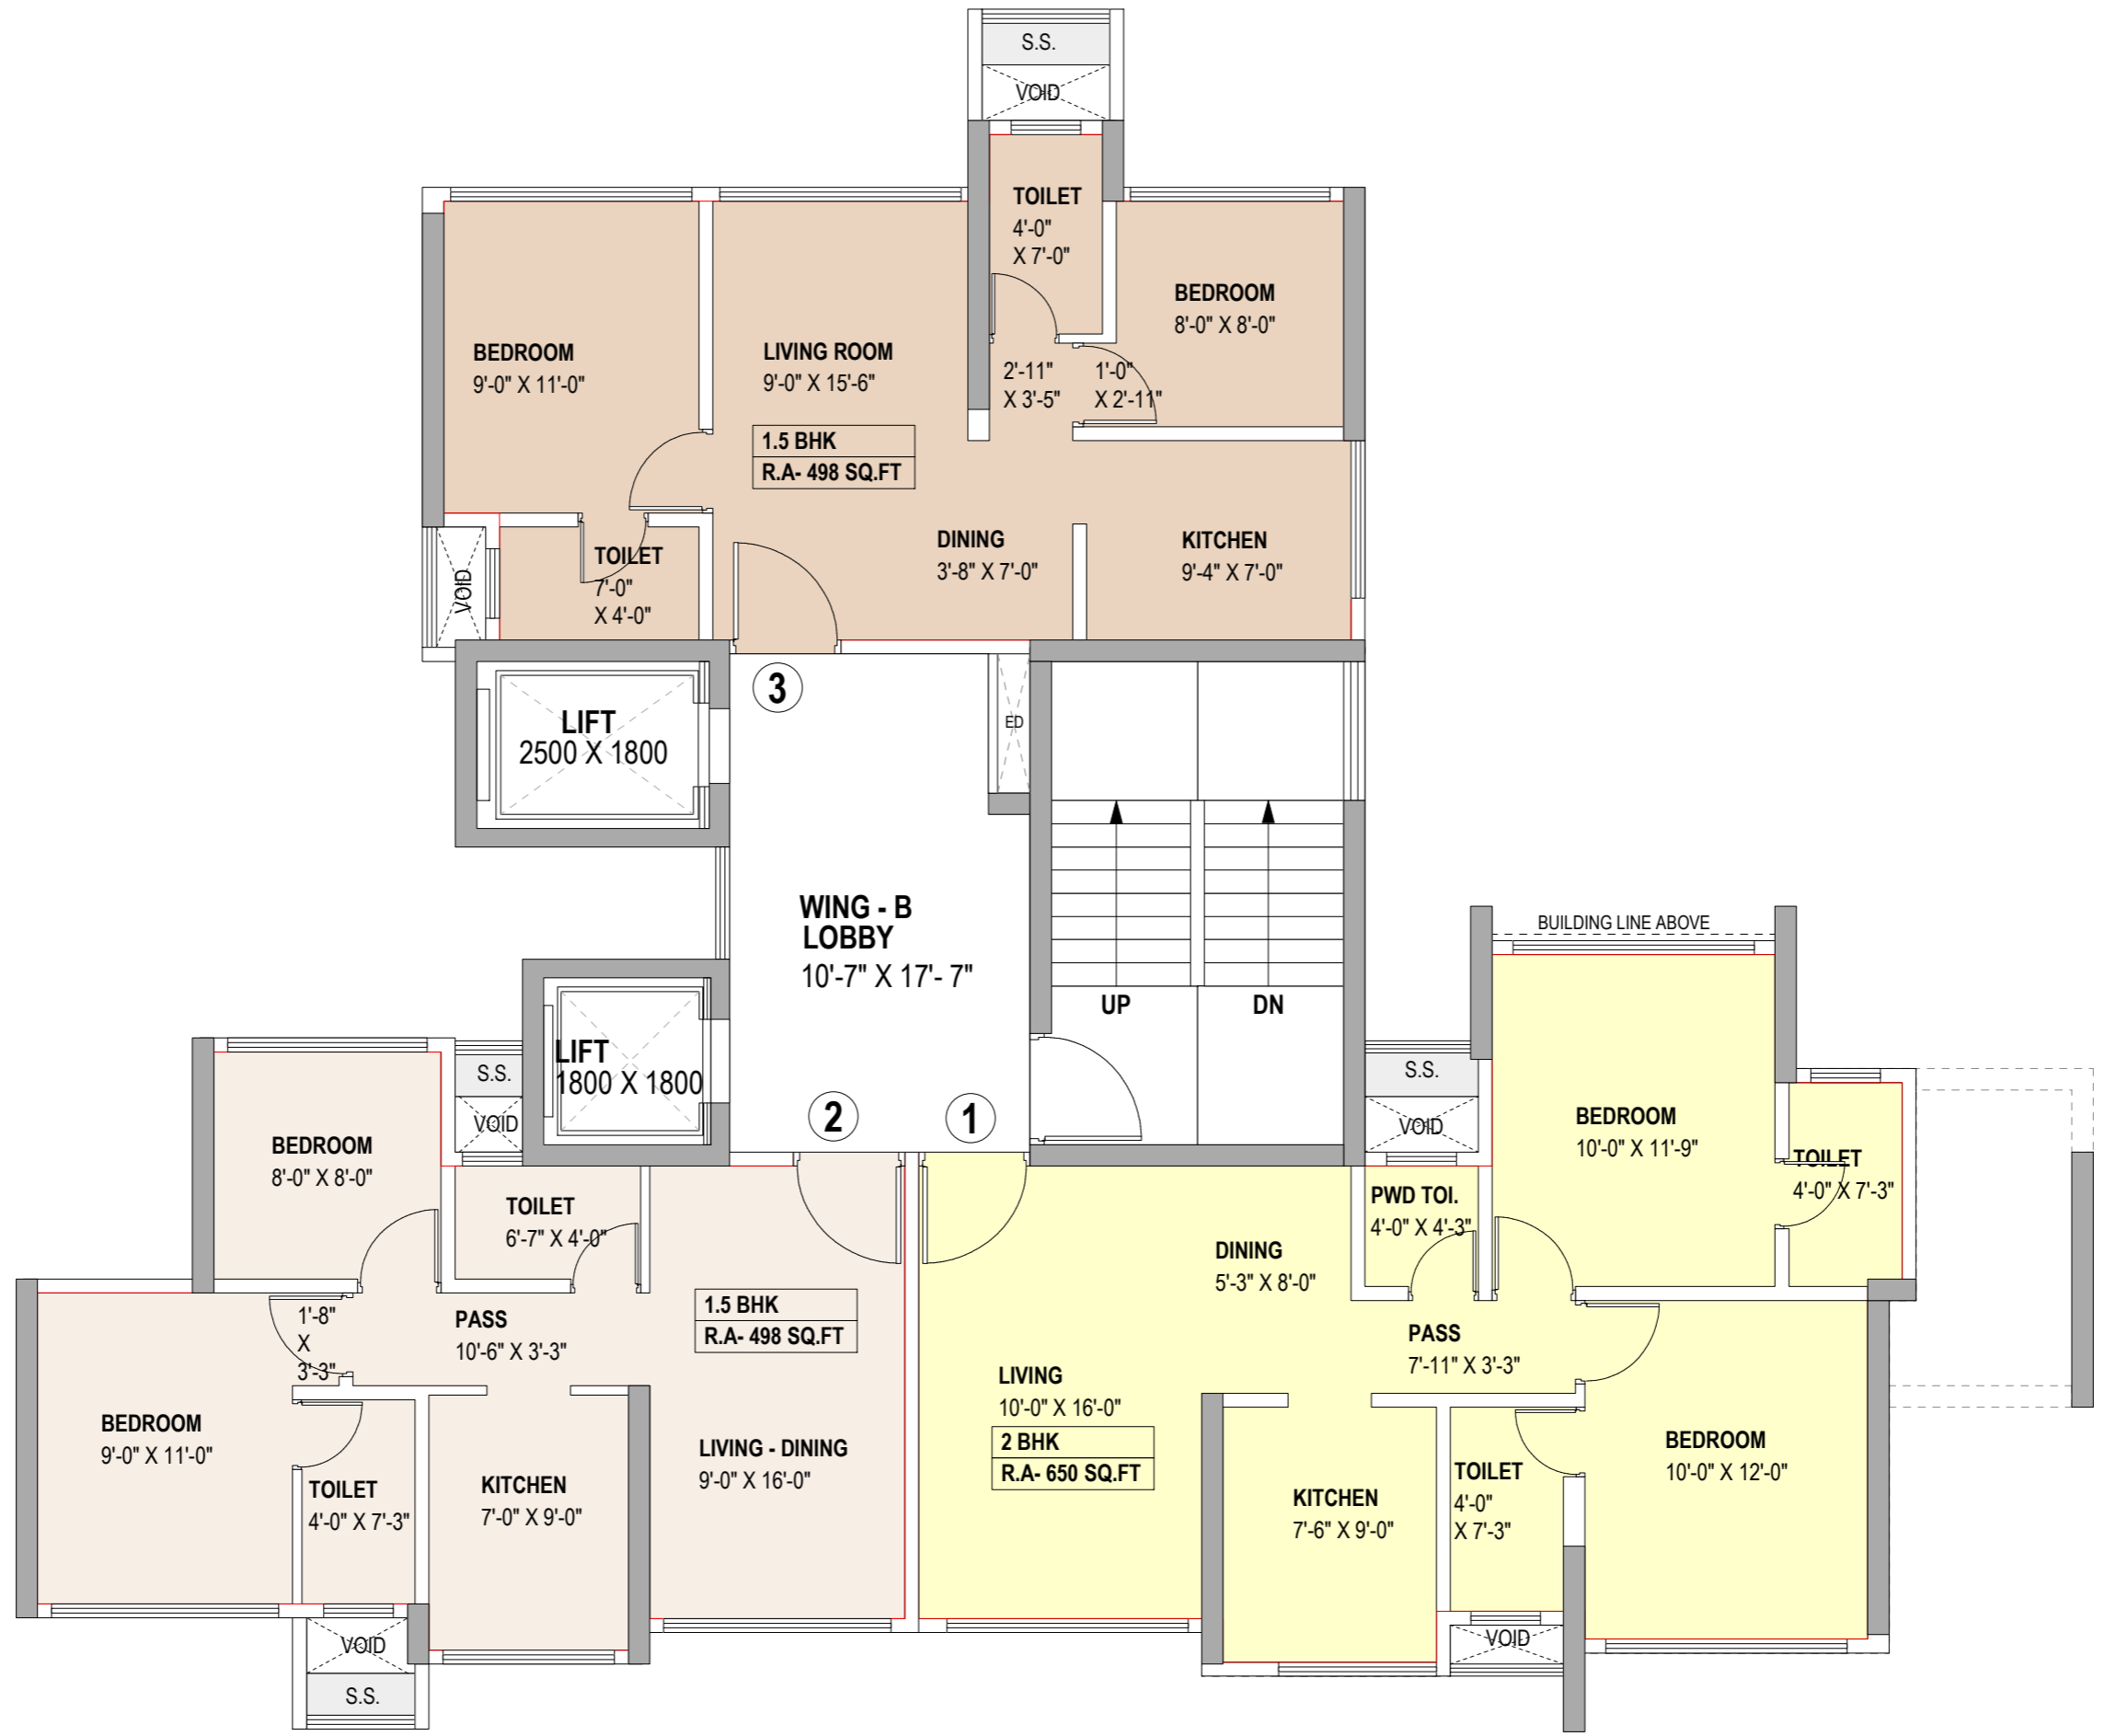 S.S.
VOID
TOILET
4'-0"
X 7'-0"
BEDROOM
8'-0" X 8'-0"
BEDROOM
9'-0" X 11'-0"
LIVING ROOM
9'-0" X 15'-6"
2'-11"
X 3'-5"
1'-0"
X 2'-11"
1.5 BHK
R.A- 498 SQ.FT
DINING
3'-8" X 7'-0"
KITCHEN
9'-4" X 7'-0"
TOILET
7'-0"
X 4'-0"
VOID
3
LIFT
2500 X 1800
ED
WING - B
LOBBY
10'-7" X 17'- 7"
UP
DN
LIFT
1800 X 1800
2
1
BUILDING LINE ABOVE
S.S.
VOID
BEDROOM
8'-0" X 8'-0"
TOILET
6'-7" X 4'-0"
1'-8"
X
3'-3"
PASS
10'-6" X 3'-3"
1.5 BHK
R.A- 498 SQ.FT
BEDROOM
9'-0" X 11'-0"
TOILET
4'-0" X 7'-3"
KITCHEN
7'-0" X 9'-0"
LIVING - DINING
9'-0" X 16'-0"
VOID
S.S.
S.S.
VOID
PWD TOI.
4'-0" X 4'-3"
BEDROOM
10'-0" X 11'-9"
TOILET
4'-0" X 7'-3"
DINING
5'-3" X 8'-0"
PASS
7'-11" X 3'-3"
LIVING
10'-0" X 16'-0"
2 BHK
R.A- 650 SQ.FT
KITCHEN
7'-6" X 9'-0"
TOILET
4'-0"
X 7'-3"
BEDROOM
10'-0" X 12'-0"
VOID